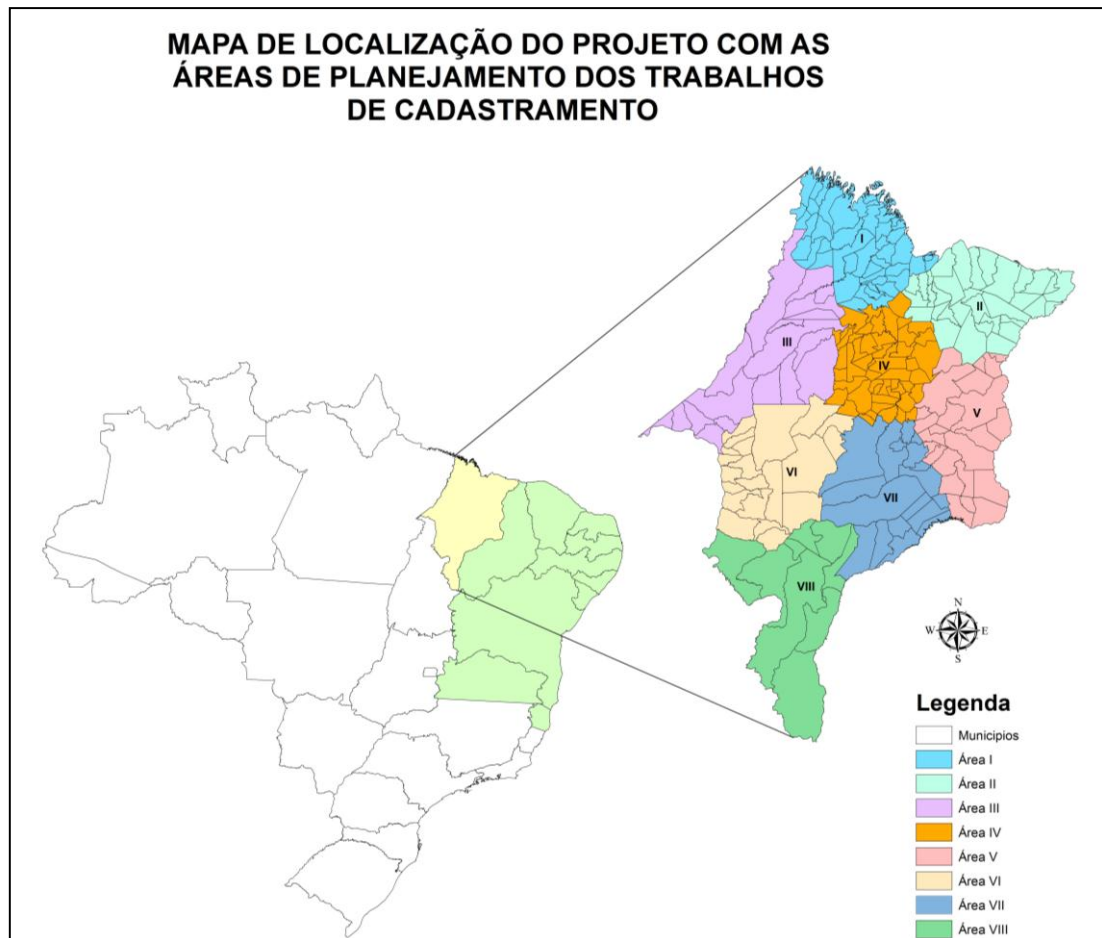 MAPA DE LOCALIZAÇÃO DO PROJETO COM AS
ÁREAS DE PLANEJAMENTO DOS TRABALHOS
DE CADASTRAMENTO
I
II
III
IV
V
VI
VII
VIII
N
W E
S
Legenda
Municipios
Área I
Área II
Área III
Área IV
Área V
Área VI
Área VII
Área VIII